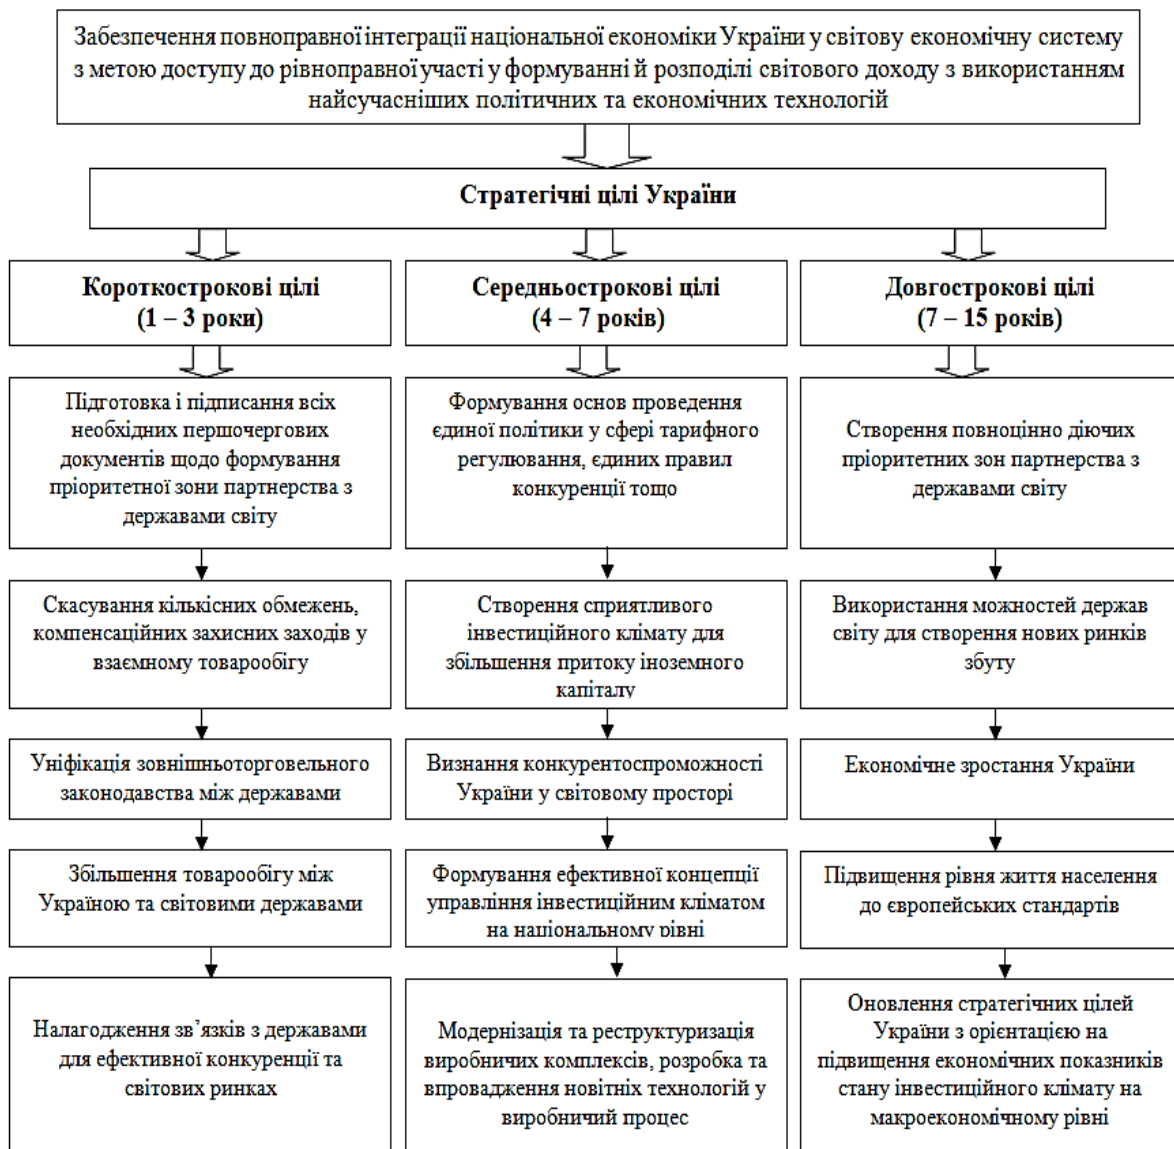 Забезпечення повноправної інтеграції національної економіки України у світову економічну систему
з метою доступу до рівноправної участі у формуванні й розподілі світового доходу з використанням
найсучасніших політичних та економічних технологій
Стратегічні цілі України
Короткострокові цілі
(1 – 3 роки)
Середньострокові цілі
(4 – 7 років)
Довгострокові цілі
(7 – 15 років)
Підготовка і підписання всіх
необхідних першочергових
документів щодо формування
пріоритетної зони партнерства з
державами світу
Формування основ проведення
єдиної політики у сфері тарифного
регулювання, єдиних правил
конкуренції тощо
Створення повноцінно діючих
пріоритетних зон партнерства з
державами світу
Скасування кількісних обмежень,
компенсаційних захисних заходів у
взаємному товарообігу
Створення сприятливого
інвестиційного клімату для
збільшення притоку іноземного
капіталу
Використання можностей держав
світу для створення нових ринків
збуту
Уніфікація зовнішньоторговельного
законодавства між державами
Визнання конкурентоспроможності
України у світовому просторі
Економічне зростання України
Збільшення товарообігу між
Україною та світовими державами
Формування ефективної концепції
управління інвестиційним кліматом
на національному рівні
Підвищення рівня життя населення
до європейських стандартів
Налагодження зв’язків з державами
для ефективної конкуренції та
світових ринках
Модернізація та реструктуризація
виробничих комплексів, розробка та
впровадження новітніх технологій у
виробничий процес
Оновлення стратегічних цілей
України з орієнтацією на
підвищення економічних показників
стану інвестиційного клімату на
макроекономічному рівні